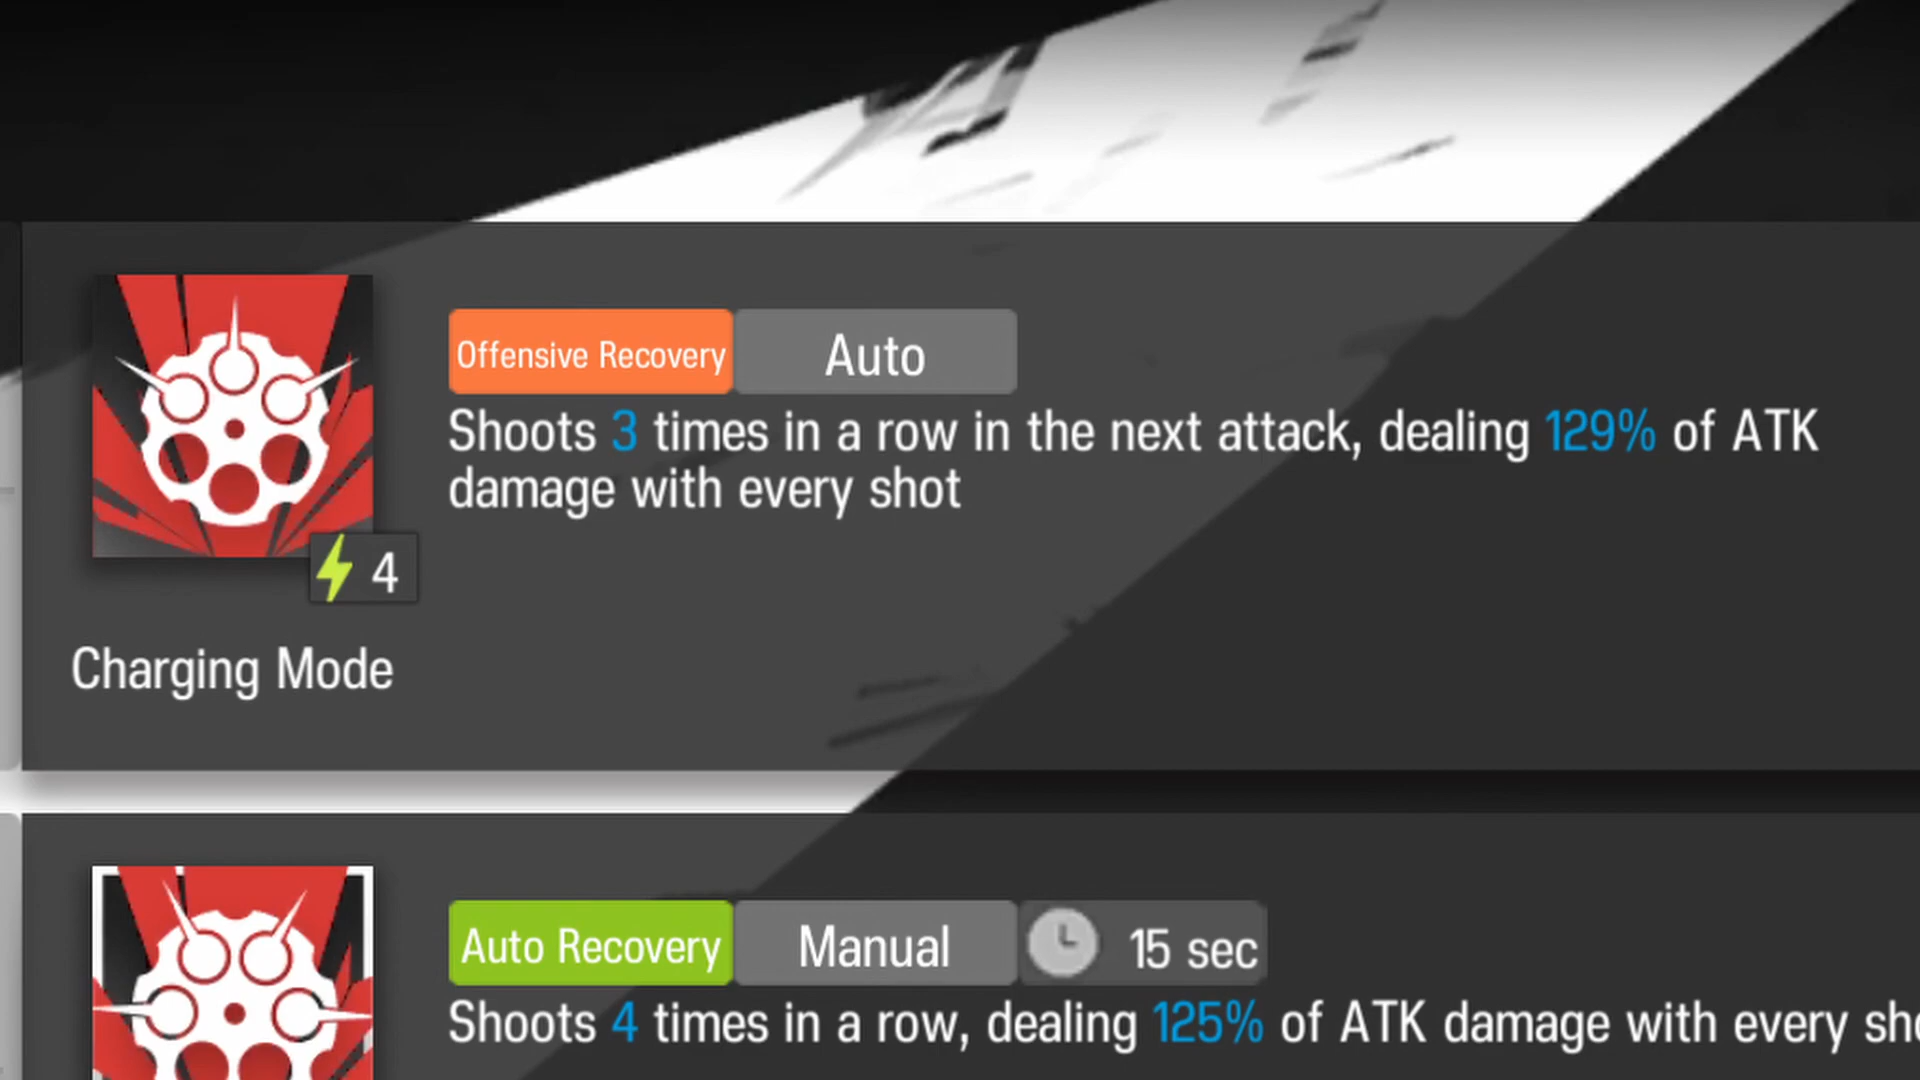 Offensive Recovery
Auto
Shoots 3 times in a row in the next attack, dealing 129% of ATK
damage with every shot
4
Charging Mode
Auto Recovery
Manual
15 sec
Shoots 4 times in a row, dealing 125% of ATK damage with every